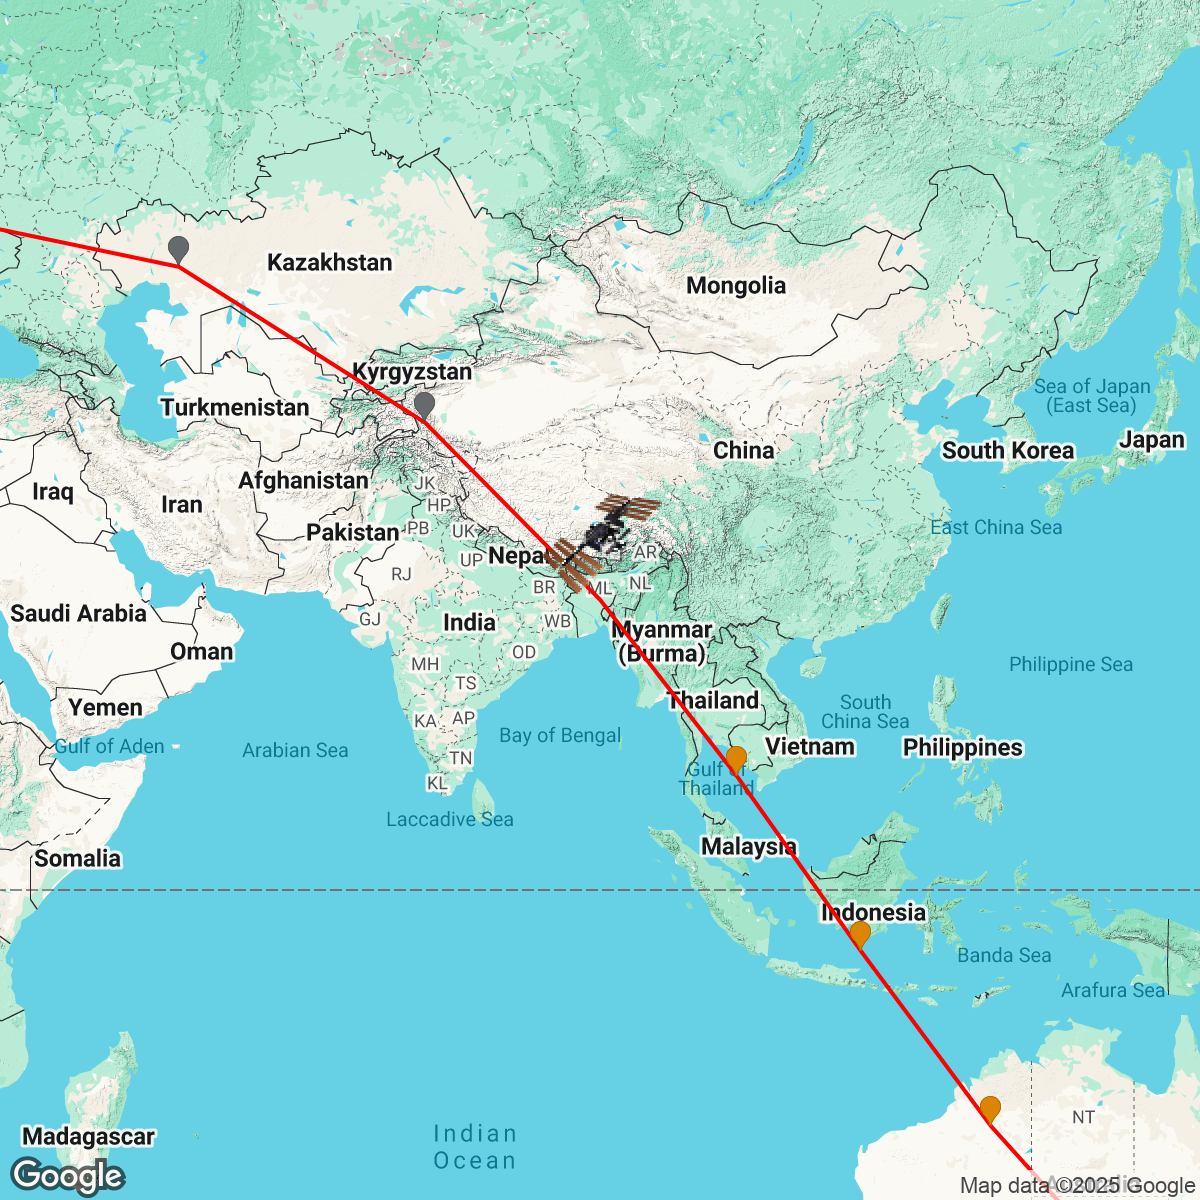 Kazakhstan
Mongolia
Kyrgyzstan
Sea of Japan
(East Sea)
Turkmenistan
Japan
China
South Korea
Afghanistan
JK
Iraq
Iran
HP
Pakistan
PB
UK
East China Sea
Nepal
UP
AR
RJ
BR
ML
NL
Saudi Arabia
GJ
India
WB
Myanmar
(Burma)
Oman
OD
MH
Philippine Sea
TS
Thailand
South
China Sea
Yemen
KA
AP
Bay of Bengal
Gulf of Aden
Arabian Sea
Vietnam
Philippines
TN
Gulf of
Thailand
KL
Laccadive Sea
Malaysia
Somalia
Indonesia
Banda Sea
Arafura Sea
NT
Madagascar
Indian
Ocean
Google
Map data ©2025 Google